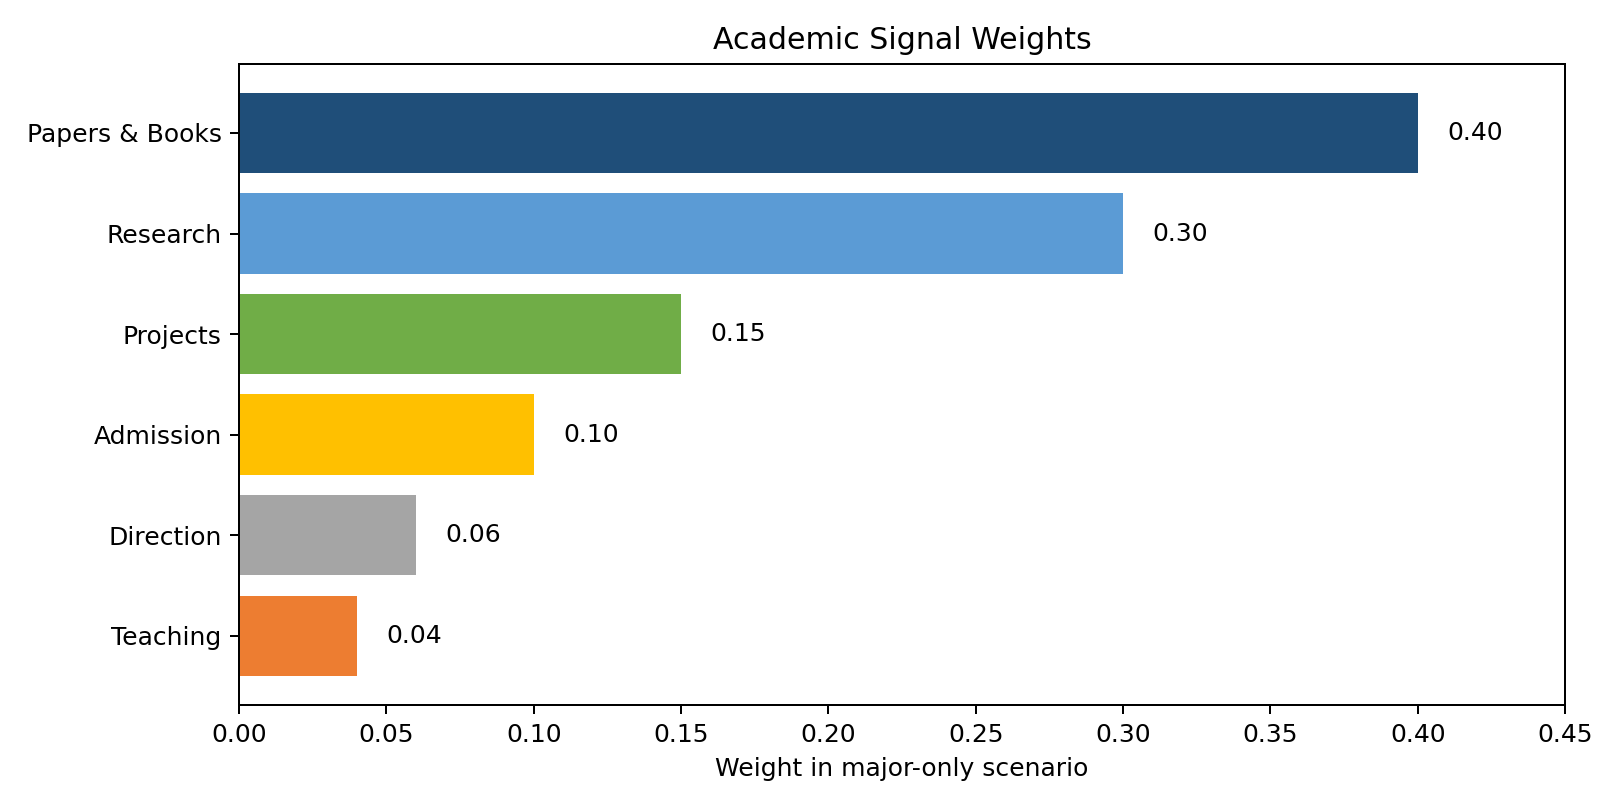 Academic Signal Weights
Papers & Books 0.40
Research 0.30
Projects 0.15
Admission 0.10
Direction 0.06
Teaching 0.04
0.00 0.05 0.10 0.15 0.20 0.25 0.30 0.35 0.40 0.45
Weight in major-only scenario